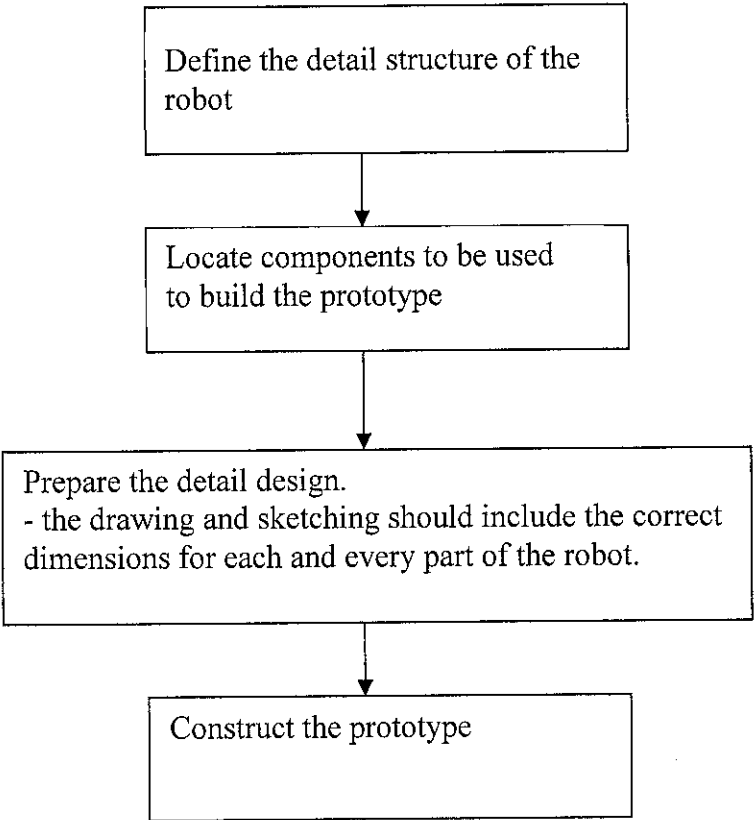 Define the detail structure of the
robot
Locate components to be used
to build the prototype
Prepare the detail design.
- the drawing and sketching should include the correct
dimensions for each and every part of the robot.
Construct the prototype